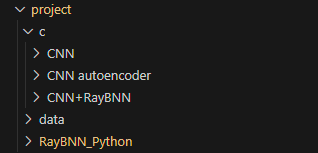 project
c
CNN
CNN autoencoder
CNN+RayBNN
data
RayBNN_Python